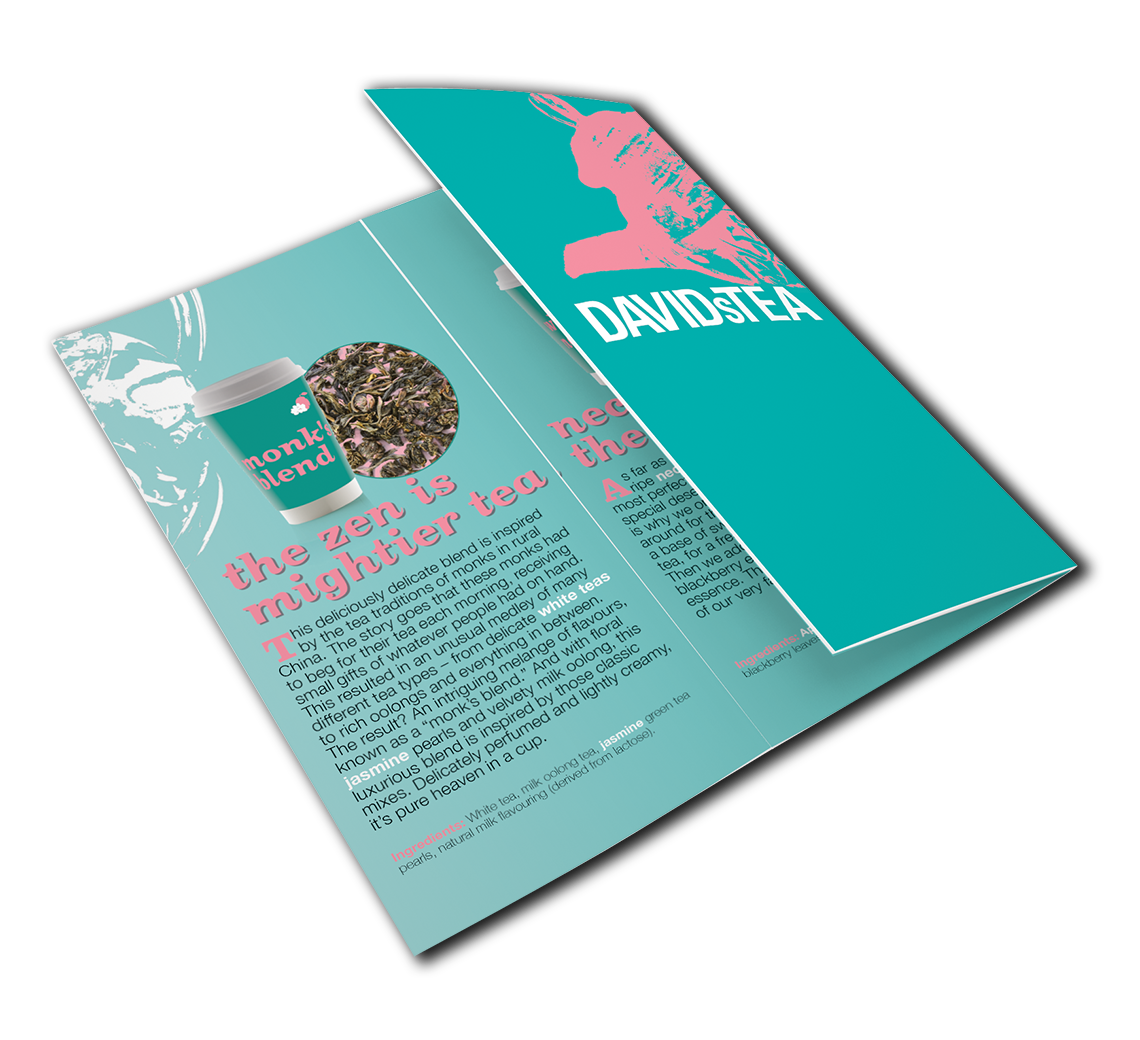 DAVIDsTEA
monk's
blend
the zen is
mightier tea
This deliciously delicate blend is inspired
by the tea traditions of monks in rural
China. The story goes that these monks had
to beg for their tea each morning, receiving
small gifts of whatever people had on hand.
This resulted in an unusual medley of many
different tea types – from delicate white teas
to rich oolongs and everything in between.
The result? An intriguing melange of flavours,
known as a “monk’s blend.” And with floral
jasmine pearls and velvety milk oolong, this
luxurious blend is inspired by those classic
mixes. Delicately perfumed and lightly creamy,
it’s pure heaven in a cup.
Ingredients: White tea, milk oolong tea, jasmine green tea
pearls, natural milk flavouring (derived from lactose).
the
As far as
ripe
most perfec
special dese
is why we
around for th
a base of
tea, for a
Then we
blackberry
essence.
of our very
Ingredients:
blackberry